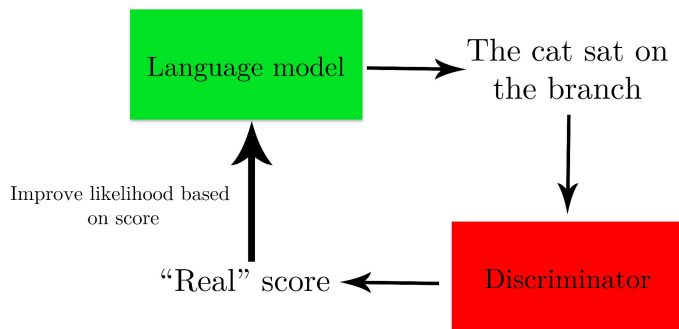 Language model
The cat sat on
the branch
Improve likelihood based
on score
“Real” score
Discriminator